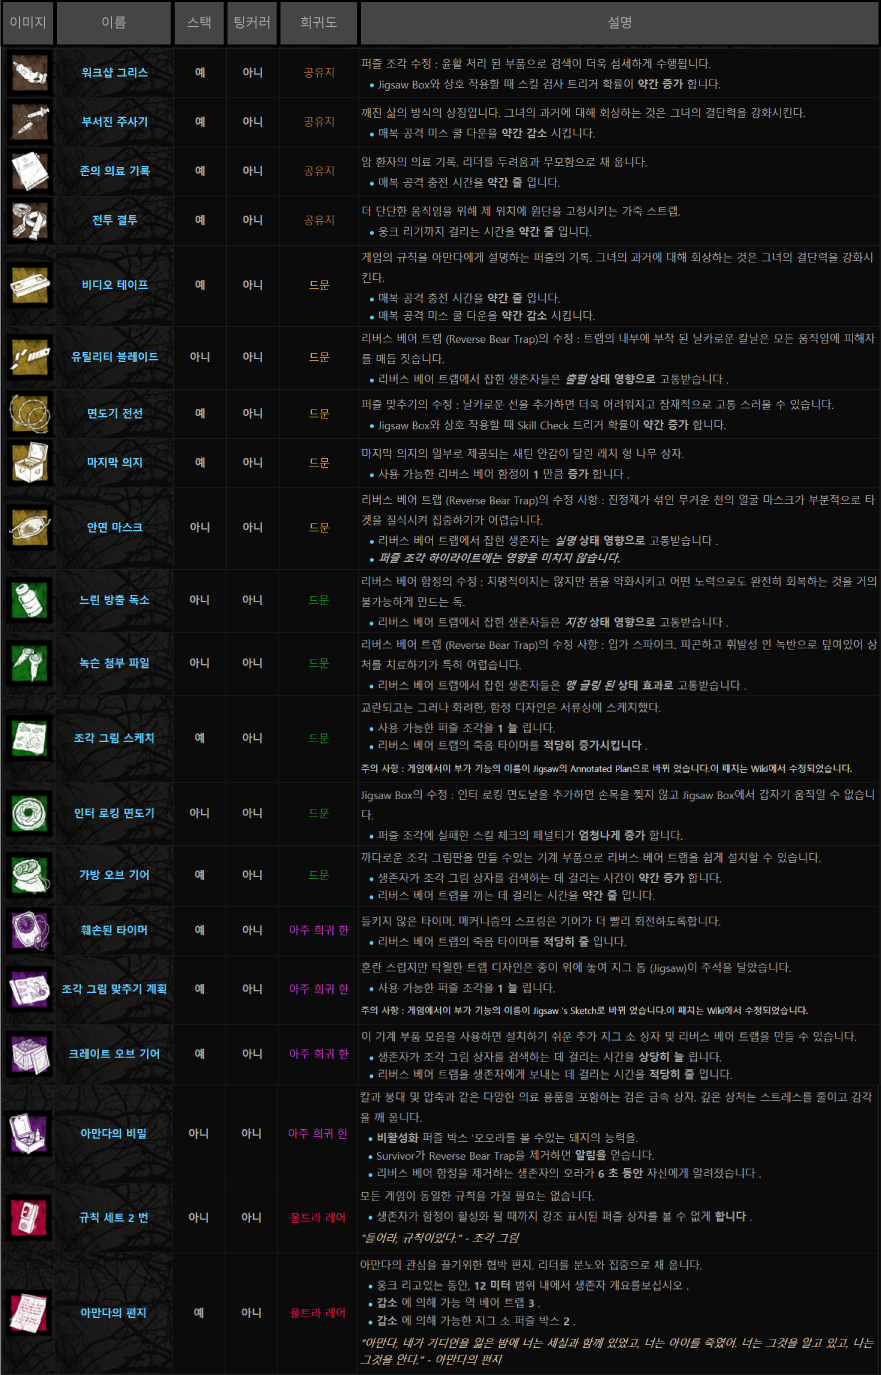 이미지 이름 스택 팅커러 희귀도 설명
워크샵 그리스 예 아니 공유지
퍼즐 조각 수정 : 윤활 처리 된 부품으로 검색이 더욱 섬세하게 수행됩니다.
• Jigsaw Box와 상호 작용할 때 스킬 검사 트리거 확률이 약간 증가 합니다.
부서진 주사기 예 아니 공유지
깨진 삶의 방식의 상징입니다. 그녀의 과거에 대해 회상하는 것은 그녀의 결단력을 강화시킨다.
• 매복 공격 미스 쿨 다운을 약간 감소 시킵니다.
존의 의료 기록 예 아니 공유지
암 환자의 의료 기록. 리더를 두려움과 무모함으로 채 웁니다.
• 매복 공격 충전 시간을 약간 줄 입니다.
전투 결투 예 아니 공유지
더 단단한 움직임을 위해 제 위치에 원단을 고정시키는 가죽 스트랩.
• 웅크 리기까지 걸리는 시간을 약간 줄 입니다.
비디오 테이프 예 아니 드문
게임의 규칙을 아만다에게 설명하는 퍼즐의 기록. 그녀의 과거에 대해 회상하는 것은 그녀의 결단력을 강화시
킨다.
• 매복 공격 충전 시간을 약간 줄 입니다.
• 매복 공격 미스 쿨 다운을 약간 감소 시킵니다.
유틸리티 블레이드 아니 아니 드문
리버스 베어 트랩 (Reverse Bear Trap)의 수정 : 트랩의 내부에 부착 된 날카로운 칼날은 모든 움직임에 피해자
를 매듭 짓습니다.
• 리버스 베어 트랩에서 잡힌 생존자들은 출혈 상태 영향으로 고통받습니다 .
면도기 전선 예 아니 드문
퍼즐 맞추기의 수정 : 날카로운 선을 추가하면 더욱 어려워지고 잠재적으로 고통 스러울 수 있습니다.
• Jigsaw Box와 상호 작용할 때 Skill Check 트리거 확률이 약간 증가 합니다.
마지막 의지 예 아니 드문
마지막 의지의 일부로 제공되는 새틴 안감이 달린 래치 형 나무 상자.
• 사용 가능한 리버스 베어 함정이 1 만큼 증가 합니다 .
안면 마스크 아니 아니 드문
리버스 베어 트랩 (Reverse Bear Trap)의 수정 사항 : 진정제가 섞인 무거운 천의 얼굴 마스크가 부분적으로 타
겟을 질식시켜 집중하기가 어렵습니다.
• 리버스 베어 트랩에서 잡힌 생존자는 실명 상태 영향으로 고통받습니다 .
• 퍼즐 조각 하이라이트에는 영향을 미치지 않습니다.
느린 방출 독소 아니 아니 드문
리버스 베어 함정의 수정 : 치명적이지는 않지만 몸을 약화시키고 어떤 노력으로도 완전히 회복하는 것을 거의
불가능하게 만드는 독.
• 리버스 베어 트랩에서 잡힌 생존자들은 지친 상태 영향으로 고통받습니다 .
녹슨 첨부 파일 아니 아니 드문
리버스 베어 트랩 (Reverse Bear Trap)의 수정 사항 : 입가 스파이크. 피곤하고 휘발성 인 녹반으로 덮여있어 상
처를 치료하기가 특히 어렵습니다.
• 리버스 베어 트랩에서 잡힌 생존자들은 맹 글링 된 상태 효과로 고통받습니다 .
조각 그림 스케치 예 아니 드문
교란되고는 그러나 화려한, 함정 디자인은 서류상에 스케치했다.
• 사용 가능한 퍼즐 조각을 1 늘 립니다.
• 리버스 베어 트랩의 죽음 타이머를 적당히 증가시킵니다 .
주의 사항 : 게임에서이 부가 기능의 이름이 Jigsaw의 Annotated Plan으로 바뀌 었습니다.이 패치는 Wiki에서 수정되었습니다.
인터 로킹 면도기 아니 아니 드문
Jigsaw Box의 수정 : 인터 로킹 면도날을 추가하면 손목을 찢지 않고 Jigsaw Box에서 갑자기 움직일 수 없습니
다.
• 퍼즐 조각에 실패한 스킬 체크의 페널티가 엄청나게 증가 합니다.
가방 오브 기어 예 아니 드문
까다로운 조각 그림판을 만들 수있는 기계 부품으로 리버스 베어 트랩을 쉽게 설치할 수 있습니다.
• 생존자가 조각 그림 상자를 검색하는 데 걸리는 시간이 약간 증가 합니다.
• 리버스 베어 트랩을 끼는 데 걸리는 시간을 약간 줄 입니다.
훼손된 타이머 예 아니 아주 희귀 한
들키지 않은 타이머. 메커니즘의 스프링은 기어가 더 빨리 회전하도록합니다.
• 리버스 베어 트랩의 죽음 타이머를 적당히 줄 입니다.
조각 그림 맞추기 계획 예 아니 아주 희귀 한
혼란 스럽지만 탁월한 트랩 디자인은 종이 위에 놓여 지그 톱 (Jigsaw)이 주석을 달았습니다.
• 사용 가능한 퍼즐 조각을 1 늘 립니다.
주의 사항 : 게임에서이 부가 기능의 이름이 Jigsaw 's Sketch로 바뀌 었습니다.이 패치는 Wiki에서 수정되었습니다.
크레이트 오브 기어 예 아니 아주 희귀 한
이 기계 부품 모음을 사용하면 설치하기 쉬운 추가 지그 소 상자 및 리버스 베어 트랩을 만들 수 있습니다.
• 생존자가 조각 그림 상자를 검색하는 데 걸리는 시간을 상당히 늘 립니다.
• 리버스 베어 트랩을 생존자에게 보내는 데 걸리는 시간을 적당히 줄 입니다.
아만다의 비밀 아니 아니 아주 희귀 한
칼과 붕대 및 압축과 같은 다양한 의료 용품을 포함하는 검은 금속 상자. 깊은 상처는 스트레스를 줄이고 감각
을 깨 웁니다.
• 비활성화 퍼즐 박스 '오오라를 볼 수있는 돼지의 능력을.
• Survivor가 Reverse Bear Trap을 제거하면 알림을 얻습니다.
• 리버스 베어 함정을 제거하는 생존자의 오라가 6 초 동안 자신에게 알려졌습니다 .
규칙 세트 2 번 아니 아니 울트라 레어
모든 게임이 동일한 규칙을 가질 필요는 없습니다.
• 생존자가 함정이 활성화 될 때까지 강조 표시된 퍼즐 상자를 볼 수 없게 합니다 .
"들어라, 규칙이있다." - 조각 그림
아만다의 편지 예 아니 울트라 레어
아만다의 관심을 끌기위한 협박 편지. 리더를 분노와 집중으로 채 웁니다.
• 웅크 리고있는 동안, 12 미터 범위 내에서 생존자 개요를보십시오 .
• 감소 에 의해 가능 역 베어 트랩 3 .
• 감소 에 의해 가능한 지그 소 퍼즐 박스 2 .
"아만다, 네가 기디언을 잃은 밤에 너는 세실과 함께 있었고, 너는 아이를 죽였어. 너는 그것을 알고 있고, 나는
그것을 안다." - 아만다의 편지